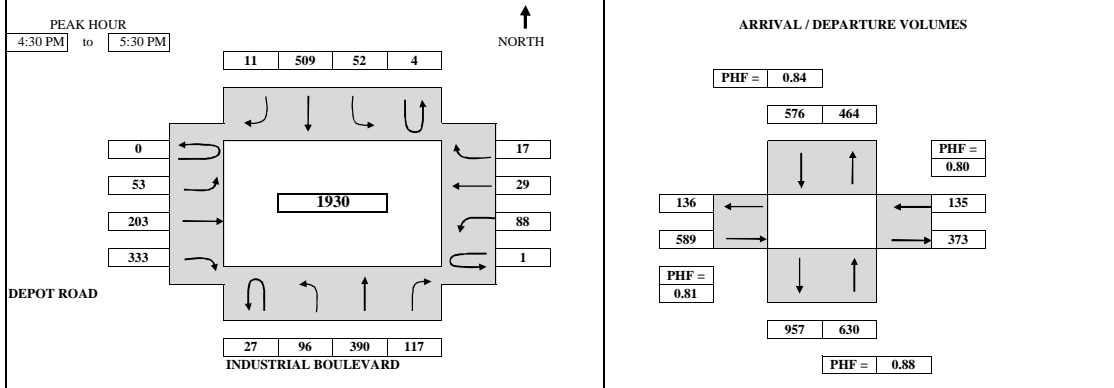 PEAK HOUR
4:30 PM to 5:30 PM
NORTH
11 509 52 4
0
53
203
333
1930
17
29
88
1
DEPOT ROAD
27 96 390 117
INDUSTRIAL BOULEVARD
ARRIVAL / DEPARTURE VOLUMES
PHF = 0.84
576 464
PHF =
0.80
136 135
589 373
PHF =
0.81
957 630
PHF = 0.88